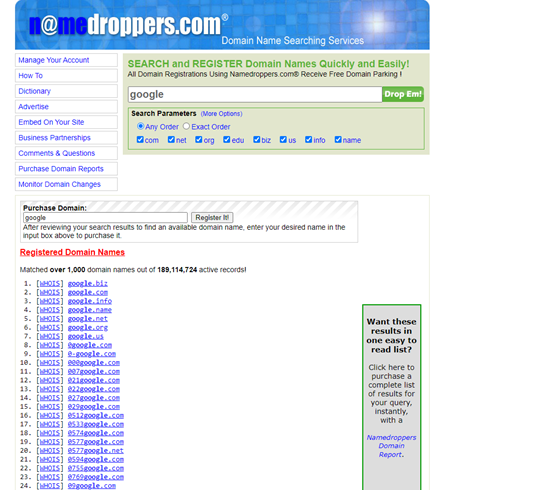 n@medroppers.com®
Domain Name Searching Services
Manage Your Account
How To
Dictionary
Advertise
Embed On Your Site
Business Partnerships
Comments & Questions
Purchase Domain Reports
Monitor Domain Changes
SEARCH and REGISTER Domain Names Quickly and Easily!
All Domain Registrations Using Namedroppers.com® Receive Free Domain Parking !
google Drop Em!
Search Parameters (More Options)
Any Order Exact Order
com net org edu biz us info name
Purchase Domain:
google Register It!
After reviewing your search results to find an available domain name, enter your desired name in the
input box above to purchase it.
Registered Domain Names
Matched over 1,000 domain names out of 189,114,724 active records!
1. [WHOIS] google.biz
2. [WHOIS] google.com
3. [WHOIS] google.info
4. [WHOIS] google.name
5. [WHOIS] google.net
6. [WHOIS] google.org
7. [WHOIS] google.us
8. [WHOIS] 0google.com
9. [WHOIS] 0-google.com
10. [WHOIS] 000google.com
11. [WHOIS] 007google.com
12. [WHOIS] 021google.com
13. [WHOIS] 022google.com
14. [WHOIS] 027google.com
15. [WHOIS] 029google.com
16. [WHOIS] 0512google.com
17. [WHOIS] 0533google.com
18. [WHOIS] 0574google.com
19. [WHOIS] 0577google.com
20. [WHOIS] 0577google.net
21. [WHOIS] 0594google.com
22. [WHOIS] 0755google.com
23. [WHOIS] 0769google.com
24. [WHOIS] 09google.com
Want these
results in
one easy to
read list?
Click here to
purchase a
complete list
of results for
your query,
instantly,
with a
Namedroppers
Domain
Report.